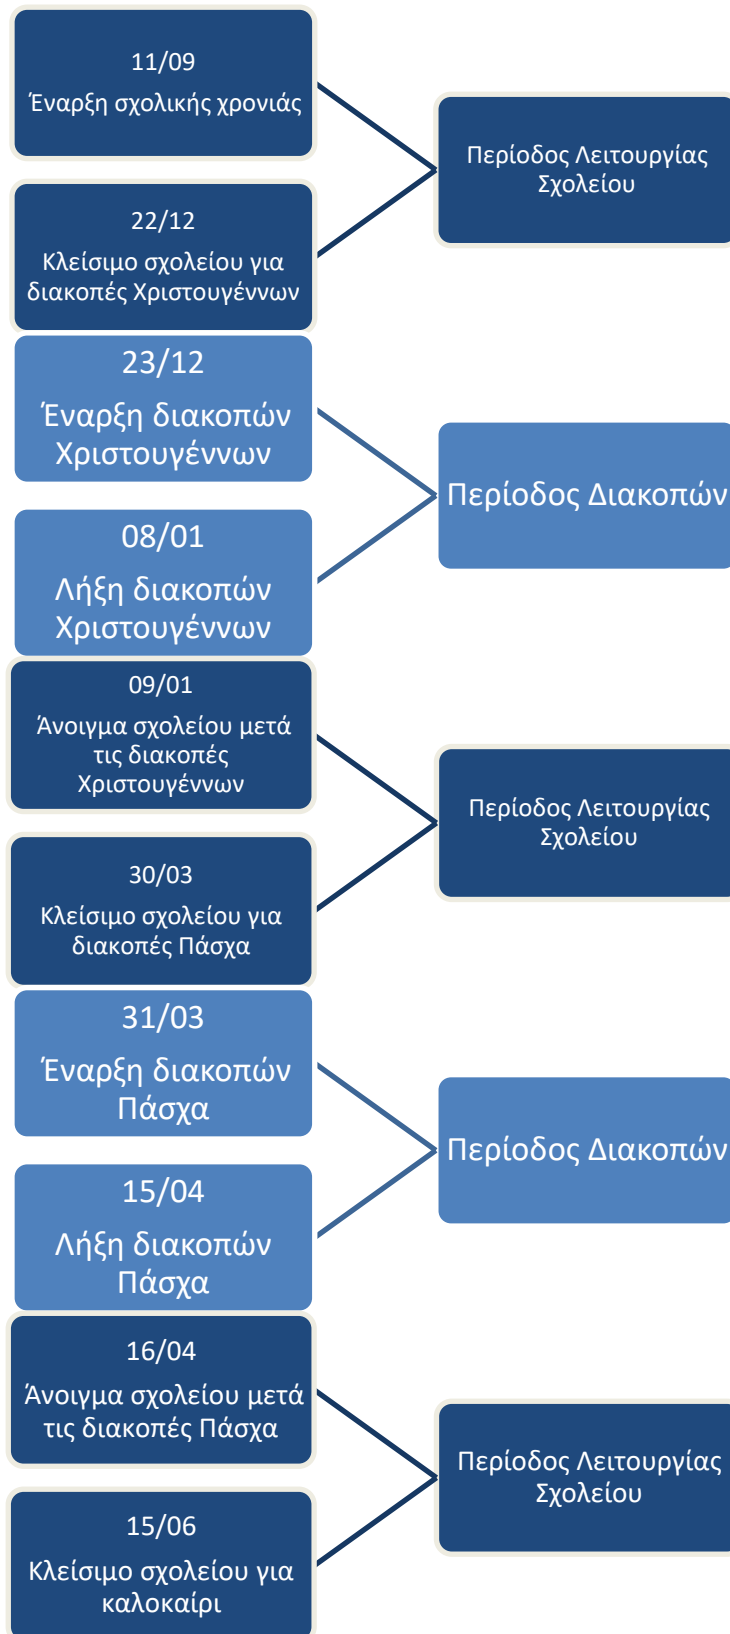 11/09
Έναρξη σχολικής χρονιάς
22/12
Κλείσιμο σχολείου για
διακοπές Χριστουγέννων
Περίοδος Λειτουργίας
Σχολείου
23/12
Έναρξη διακοπών
Χριστουγέννων
08/01
Λήξη διακοπών
Χριστουγέννων
Περίοδος Διακοπών
09/01
Άνοιγμα σχολείου μετά
τις διακοπές
Χριστουγέννων
30/03
Κλείσιμο σχολείου για
διακοπές Πάσχα
Περίοδος Λειτουργίας
Σχολείου
31/03
Έναρξη διακοπών
Πάσχα
15/04
Λήξη διακοπών
Πάσχα
Περίοδος Διακοπών
16/04
Άνοιγμα σχολείου μετά
τις διακοπές Πάσχα
15/06
Κλείσιμο σχολείου για
καλοκαίρι
Περίοδος Λειτουργίας
Σχολείου